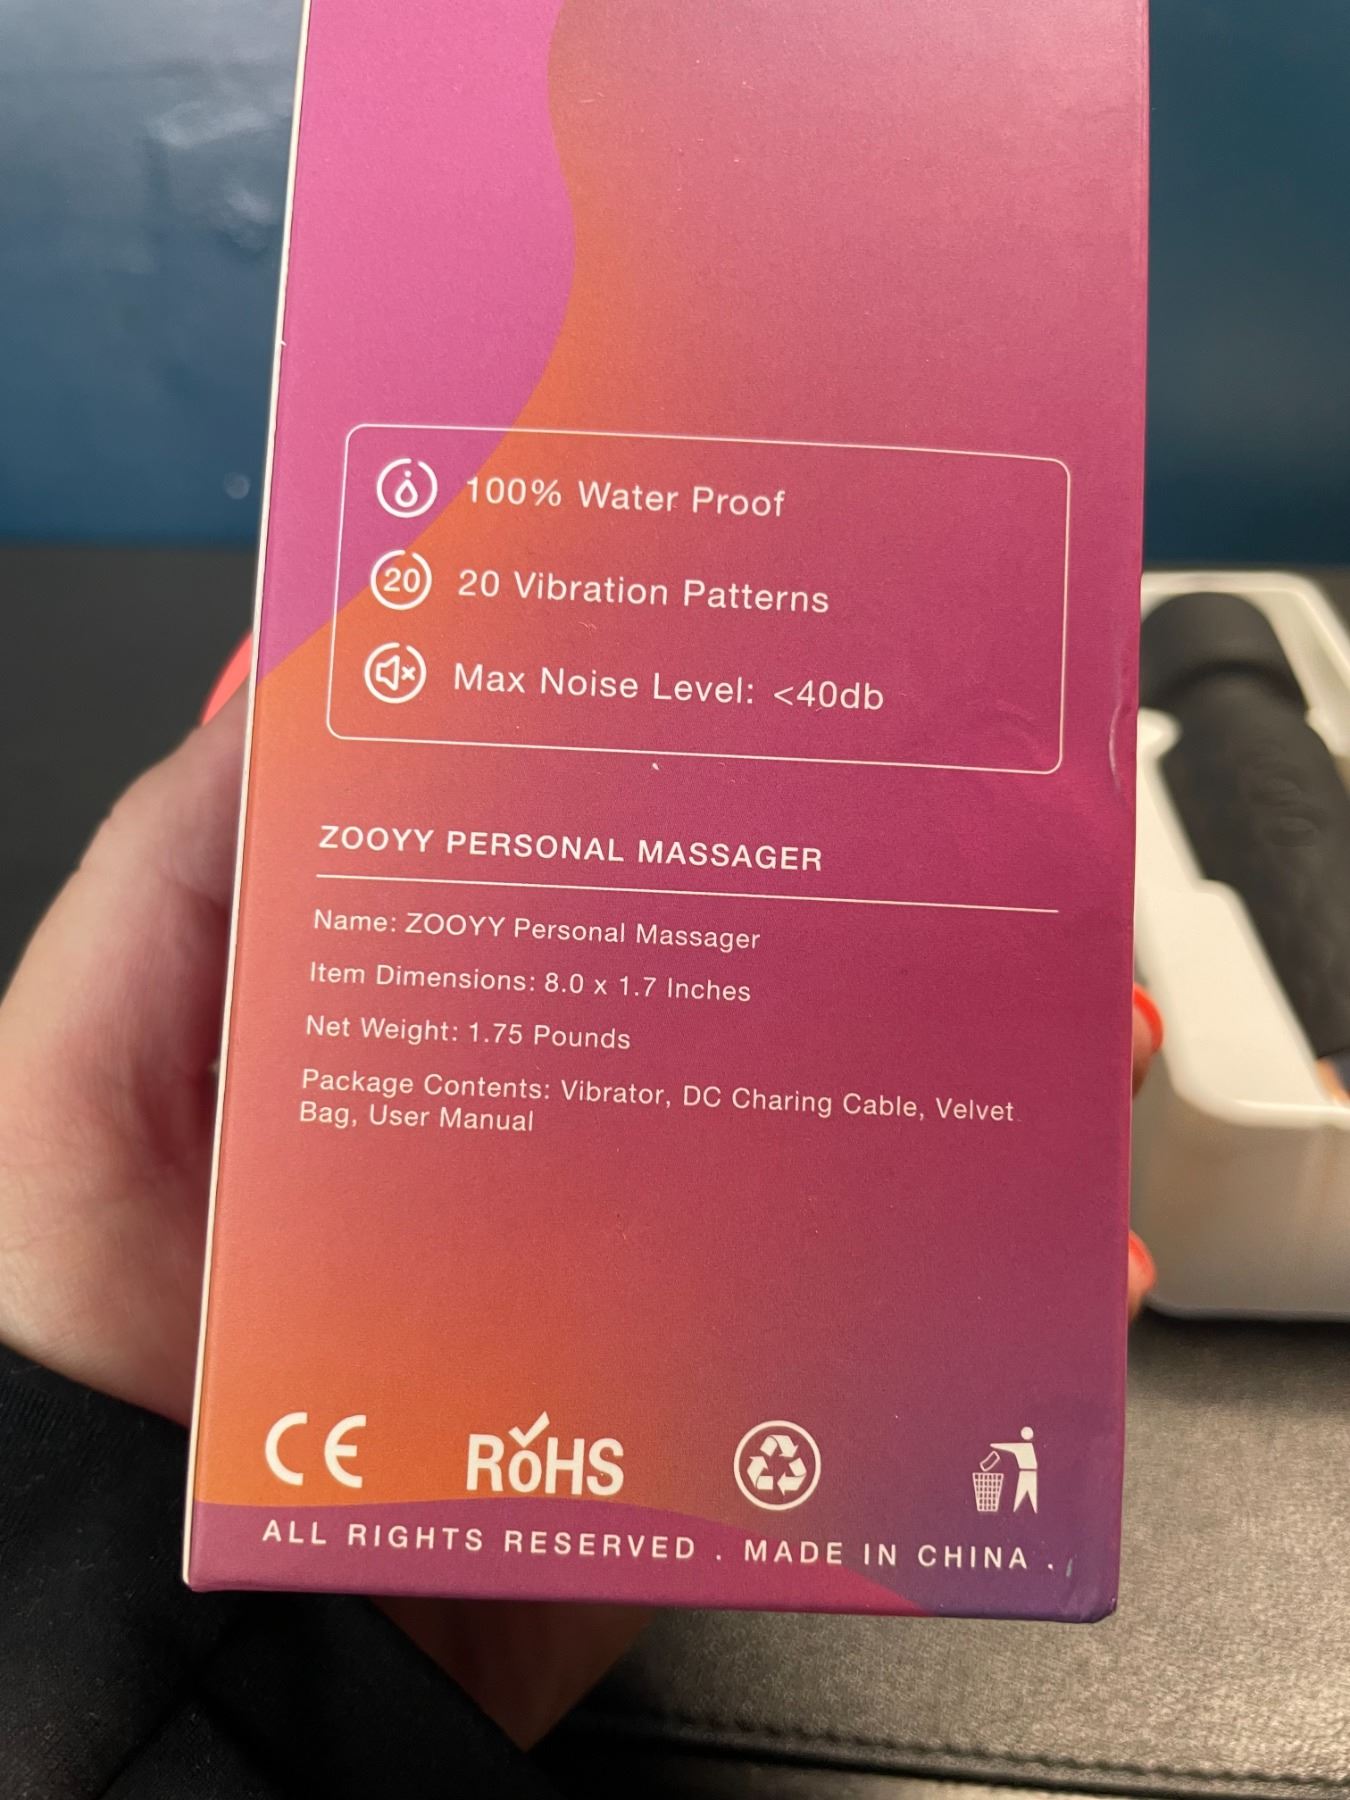 100% Water Proof
20
20 Vibration Patterns
Max Noise Level: <40db
ZOOYY PERSONAL MASSAGER
Name: ZOOYY Personal Massager
Item Dimensions: 8.0 x 1.7 Inches
Net Weight: 1.75 Pounds
Package Contents: Vibrator, DC Charing Cable, Velvet
Bag, User Manual
CE
RoHS
ALL RIGHTS RESERVED . MADE IN CHINA .